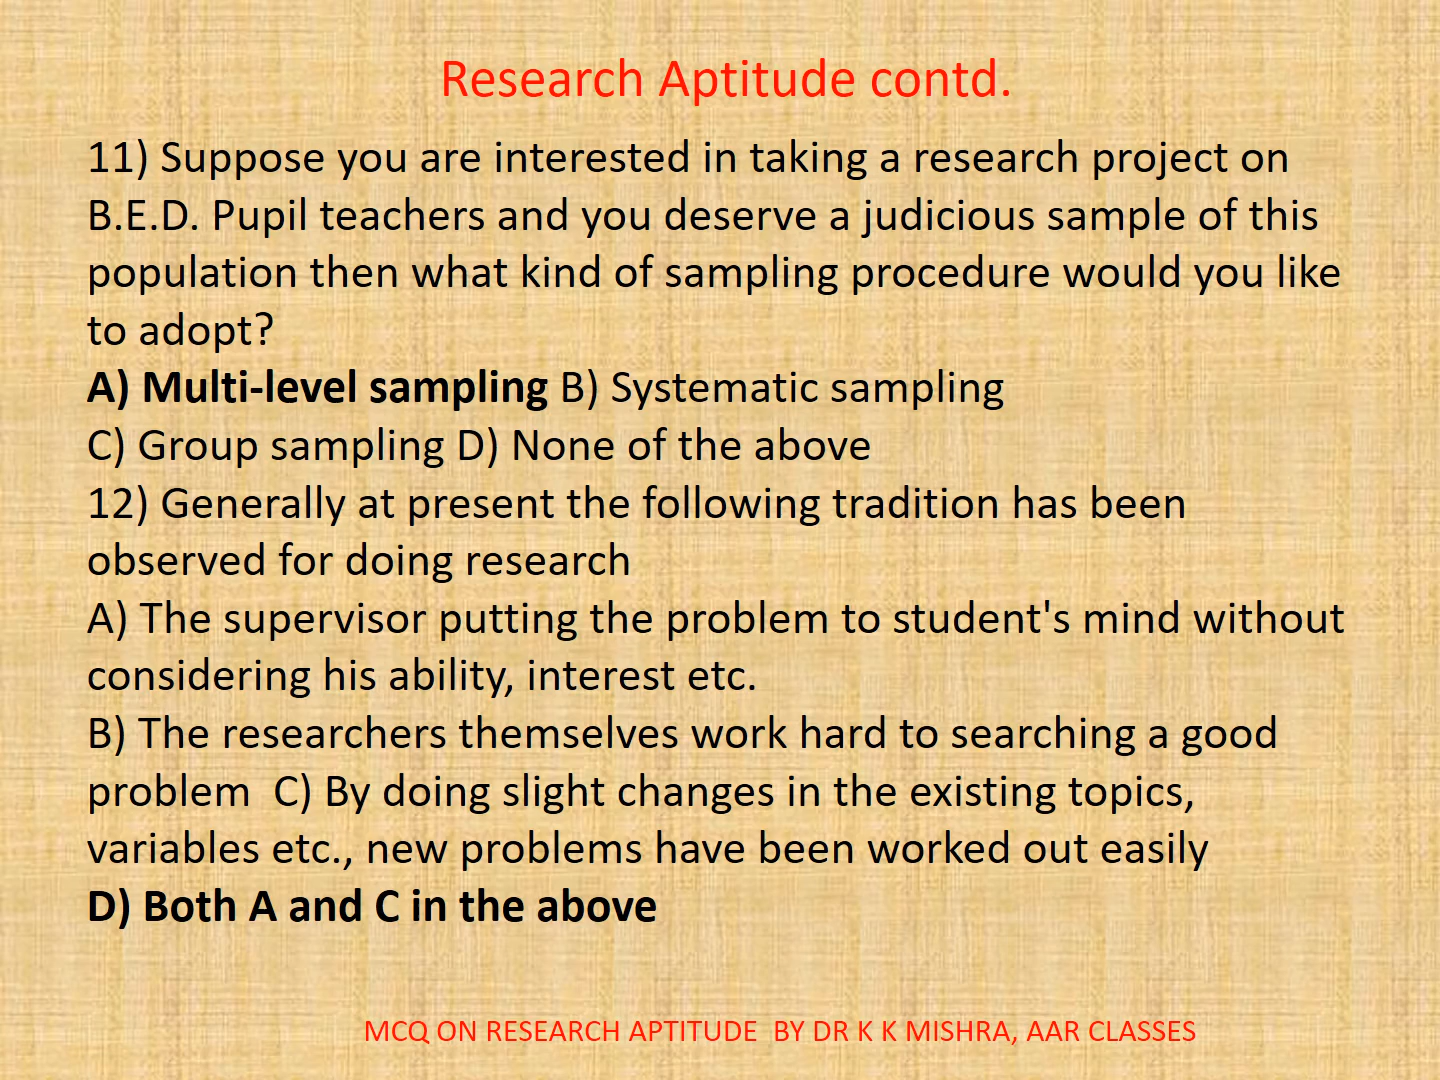 Research Aptitude contd.
11) Suppose you are interested in taking a research project on
B.E.D. Pupil teachers and you deserve a judicious sample of this
population then what kind of sampling procedure would you like
to adopt?
A) Multi-level sampling B) Systematic sampling
C) Group sampling D) None of the above
12) Generally at present the following tradition has been
observed for doing research
A) The supervisor putting the problem to student's mind without
considering his ability, interest etc.
B) The researchers themselves work hard to searching a good
problem  C) By doing slight changes in the existing topics,
variables etc., new problems have been worked out easily
D) Both A and C in the above
MCQ ON RESEARCH APTITUDE  BY DR K K MISHRA, AAR CLASSES